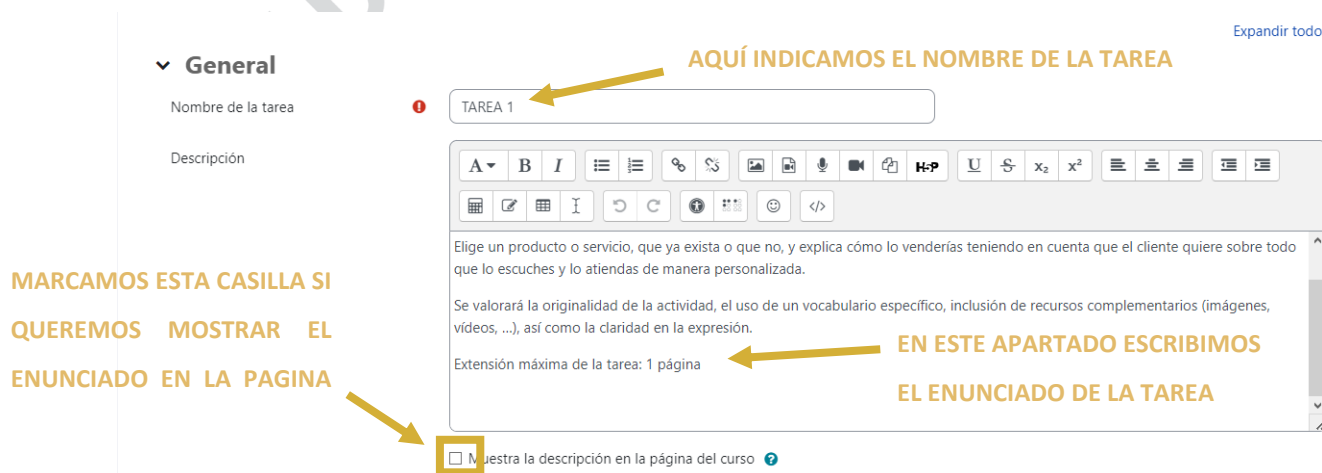 Expandir todo
General
AQUÍ INDICAMOS EL NOMBRE DE LA TAREA
Nombre de la tarea
TAREA 1
Descripción
A B I H-P U S x₂ x²
</>
Elige un producto o servicio, que ya exista o que no, y explica cómo lo venderías teniendo en cuenta que el cliente quiere sobre todo
que lo escuches y lo atiendas de manera personalizada.
Se valorará la originalidad de la actividad, el uso de un vocabulario específico, inclusión de recursos complementarios (imágenes,
vídeos, ...), así como la claridad en la expresión.
Extensión máxima de la tarea: 1 página
MARCAMOS ESTA CASILLA SI
QUEREMOS MOSTRAR EL
ENUNCIADO EN LA PAGINA
EN ESTE APARTADO ESCRIBIMOS
EL ENUNCIADO DE LA TAREA
Muestra la descripción en la página del curso